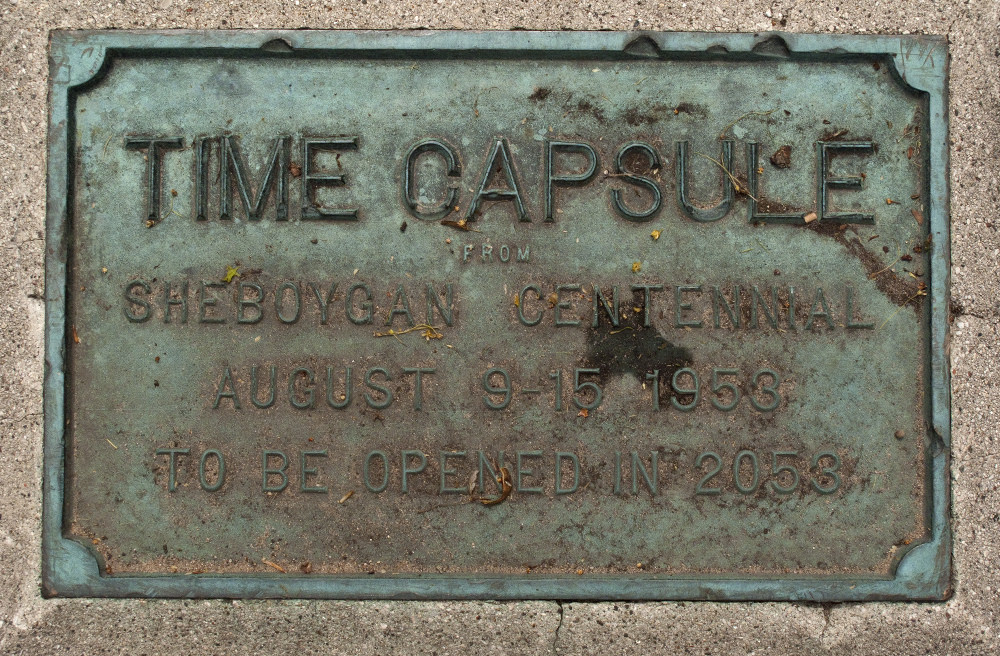 TIME CAPSULE
FROM
SHEBOYGAN CENTENNIAL
AUGUST 9-15 1953
TO BE OPENED IN 2053